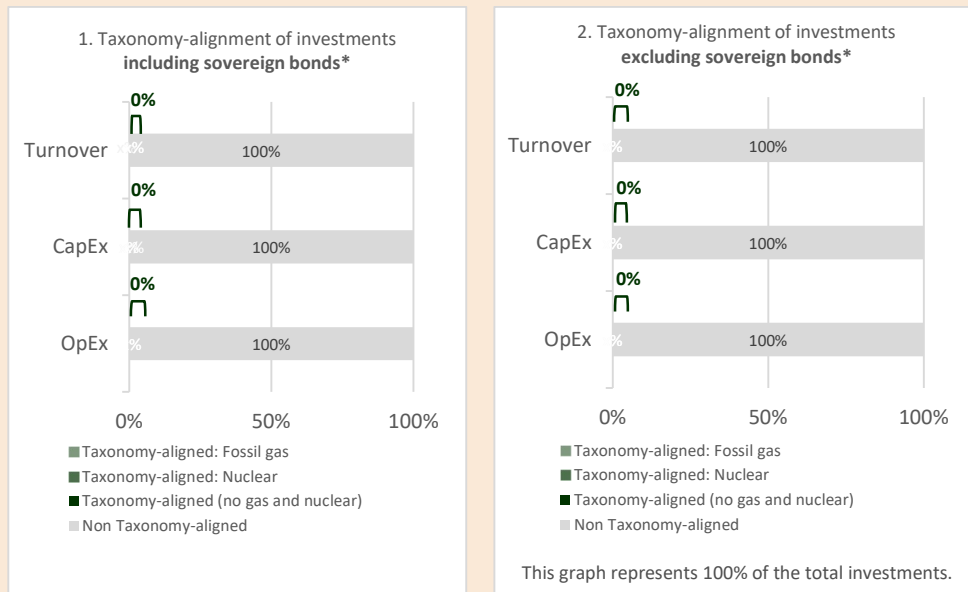 1. Taxonomy-alignment of investments
including sovereign bonds*
0%
Turnover
100%
0%
CapEx
100%
0%
OpEx
100%
0%
50%
100%
Taxonomy-aligned: Fossil gas
Taxonomy-aligned: Nuclear
Taxonomy-aligned (no gas and nuclear)
Non Taxonomy-aligned
2. Taxonomy-alignment of investments
excluding sovereign bonds*
0%
Turnover
%
100%
0%
CapEx
%
100%
0%
OpEx
%
100%
0%
50%
100%
Taxonomy-aligned: Fossil gas
Taxonomy-aligned: Nuclear
Taxonomy-aligned (no gas and nuclear)
Non Taxonomy-aligned
This graph represents 100% of the total investments.